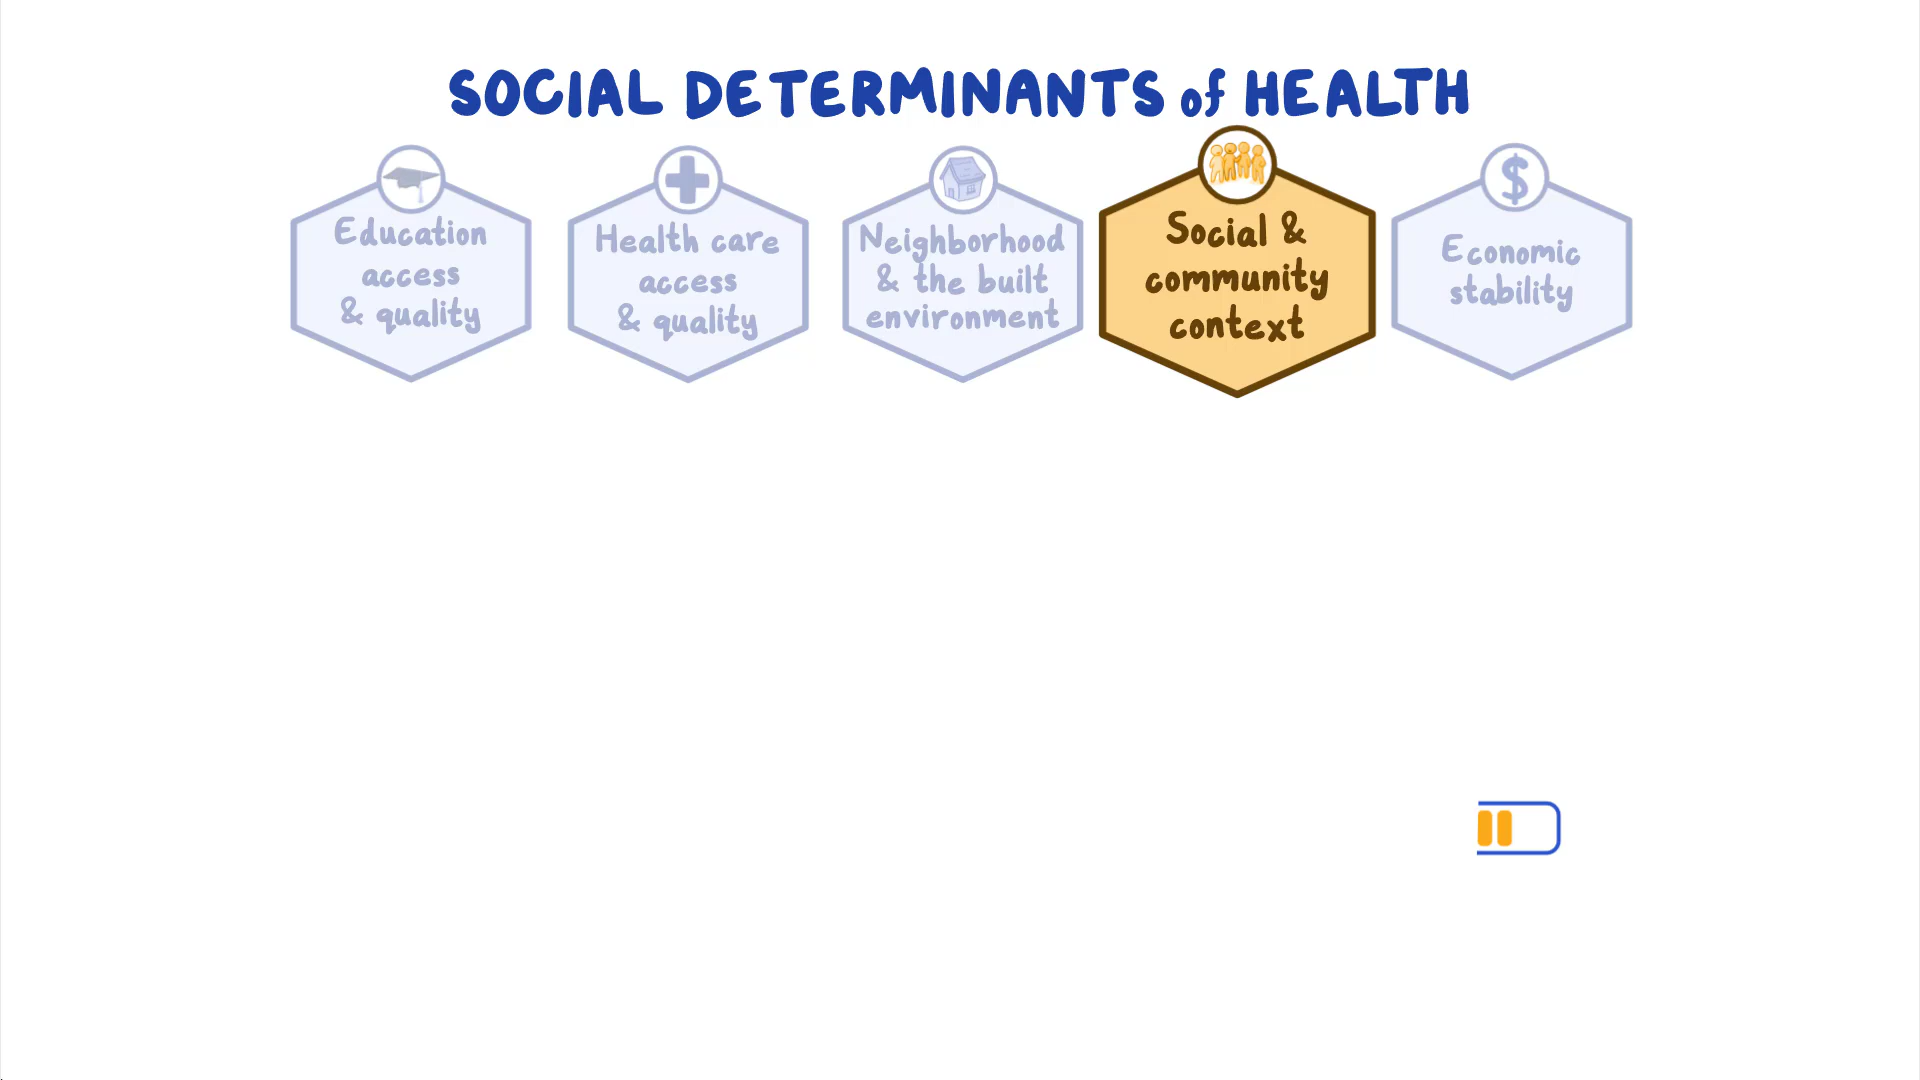 SOCIAL DETERMINANTS of HEALTH
Education
access
& quality
Health care
access
& quality
Neighborhood
& the built
environment
Social &
community
context
$
Economic
stability